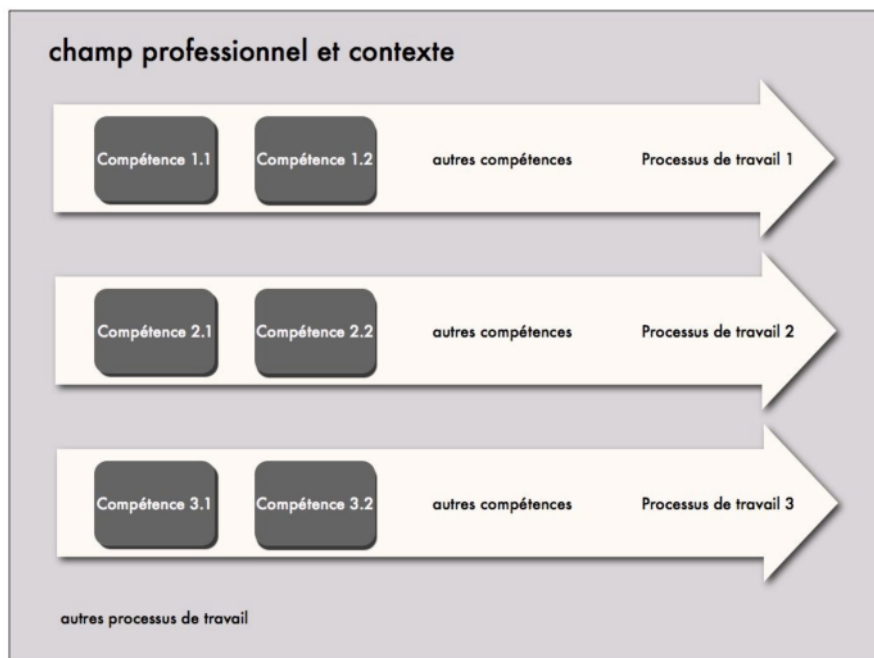 champ professionnel et contexte
Compétence 1.1 Compétence 1.2 autres compétences Processus de travail 1
Compétence 2.1 Compétence 2.2 autres compétences Processus de travail 2
Compétence 3.1 Compétence 3.2 autres compétences Processus de travail 3
autres processus de travail